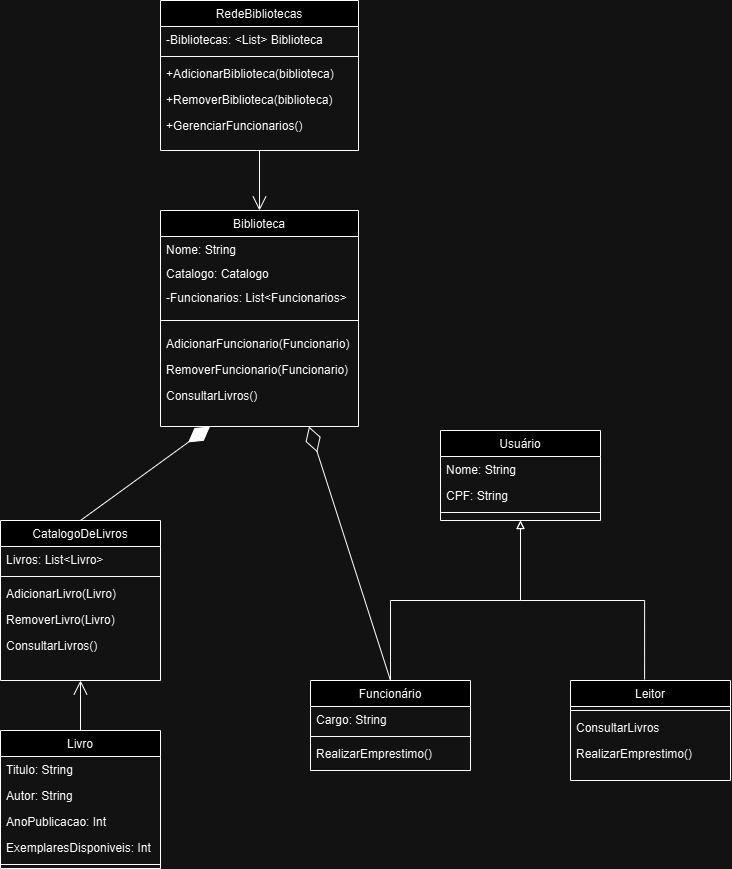 RedeBibliotecas
-Bibliotecas: <List> Biblioteca
+AdicionarBiblioteca(biblioteca)
+RemoverBiblioteca(biblioteca)
+GerenciarFuncionarios()
Biblioteca
Nome: String
Catalogo: Catalogo
-Funcionarios: List<Funcionarios>
AdicionarFuncionario(Funcionario)
RemoverFuncionario(Funcionario)
ConsultarLivros()
Usuário
Nome: String
CPF: String
CatalogoDeLivros
Livros: List<Livro>
AdicionarLivro(Livro)
RemoverLivro(Livro)
ConsultarLivros()
Funcionário
Cargo: String
RealizarEmprestimo()
Leitor
ConsultarLivros
RealizarEmprestimo()
Livro
Titulo: String
Autor: String
AnoPublicacao: Int
ExemplaresDisponiveis: Int